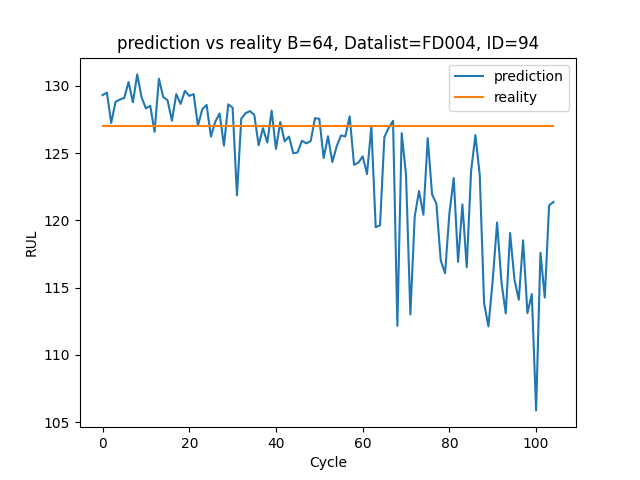 prediction vs reality B=64, Datalist=FD004, ID=94
prediction
reality
130
125
120
115
110
105
RUL
0 20 40 60 80 100
Cycle